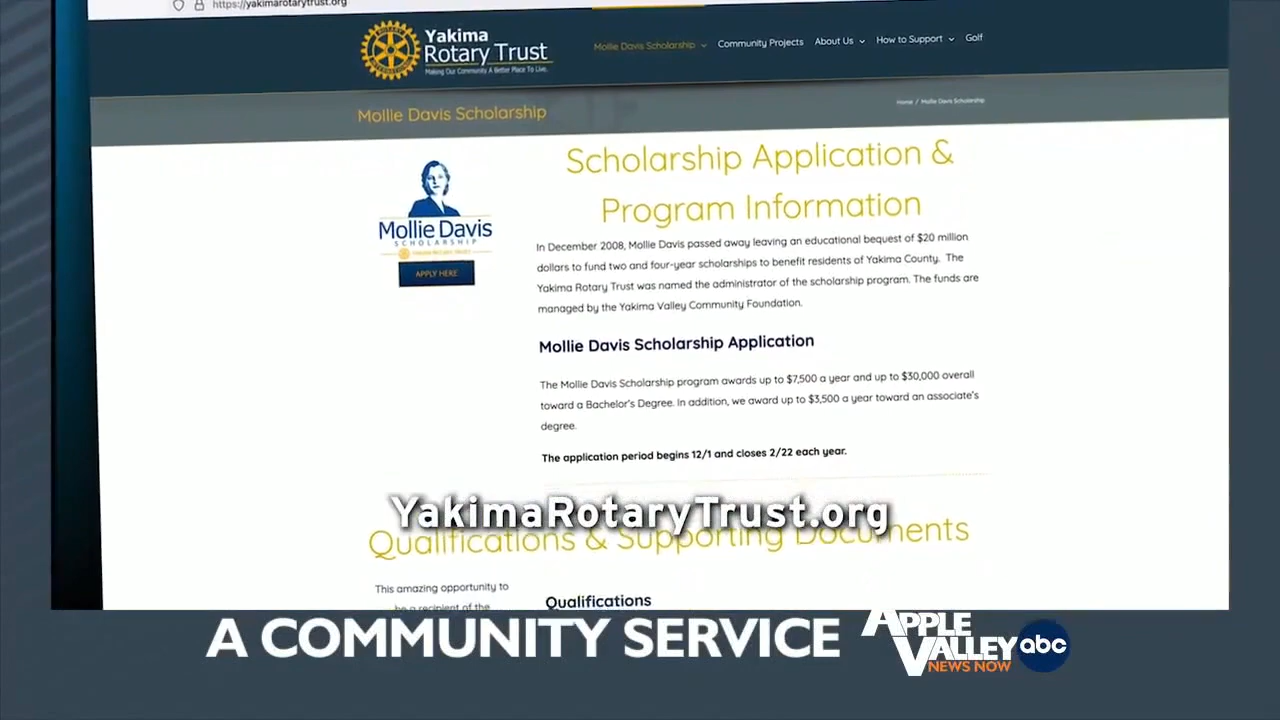 https://yakimarotarytrust.org
Yakima
Rotary Trust
Making Our Community A Better Place To Live.
Mollie Davis Scholarship
Community Projects
About Us
How to Support
Golf
Mollie Davis Scholarship
Home / Mollie Davis Scholarship
Mollie Davis
SCHOLARSHIP
APPLY HERE
Scholarship Application &
Program Information
In December 2008, Mollie Davis passed away leaving an educational bequest of $20 million
dollars to fund two and four-year scholarships to benefit residents of Yakima County. The
Yakima Rotary Trust was named the administrator of the scholarship program. The funds are
managed by the Yakima Valley Community Foundation.
Mollie Davis Scholarship Application
The Mollie Davis Scholarship program awards up to $7,500 a year and up to $30,000 overall
toward a Bachelor's Degree. In addition, we award up to $3,500 a year toward an associate's
degree.
The application period begins 12/1 and closes 2/22 each year.
YakimaRotaryTrust.org
Qualifications & Supporting Documents
This amazing opportunity to
be a recipient of the
Qualifications
A COMMUNITY SERVICE
APPLE
VALLEY
NEWS NOW
abc